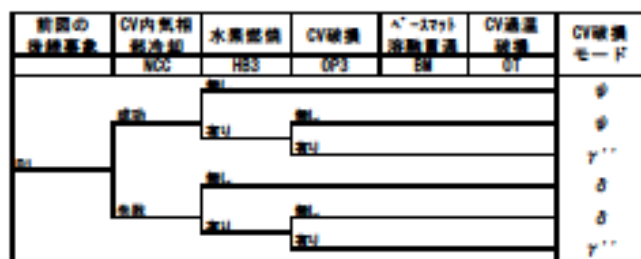 前図の CV内気相 水素燃焼 CV破損 ベースマット CV過温 CV破損
後続事象 部冷却 溶融貫通 破損 モード
NCC HB3 OP3 BM OT
無し φ
成功 無し φ
有り
有り γ''
無し δ
失敗 無し δ
有り
有り γ''